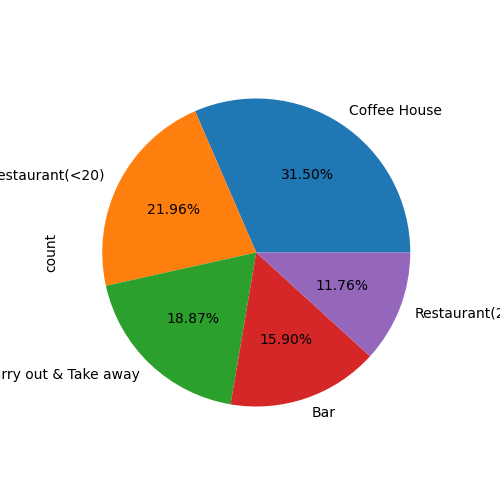 Coffee House
31.50%
estaurant(<20)
21.96%
count
11.76%
18.87%
Restaurant(2
15.90%
rry out & Take away
Bar